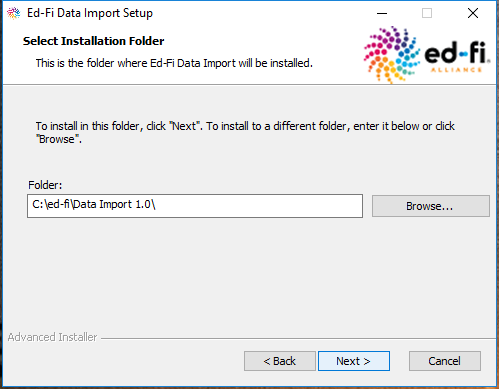 Ed-Fi Data Import Setup
Select Installation Folder
This is the folder where Ed-Fi Data Import will be installed.
ed-fi
ALLIANCE
To install in this folder, click "Next". To install to a different folder, enter it below or click
"Browse".
Folder:
C:\ed-fi\Data Import 1.0\
Browse...
Advanced Installer
< Back
Next >
Cancel